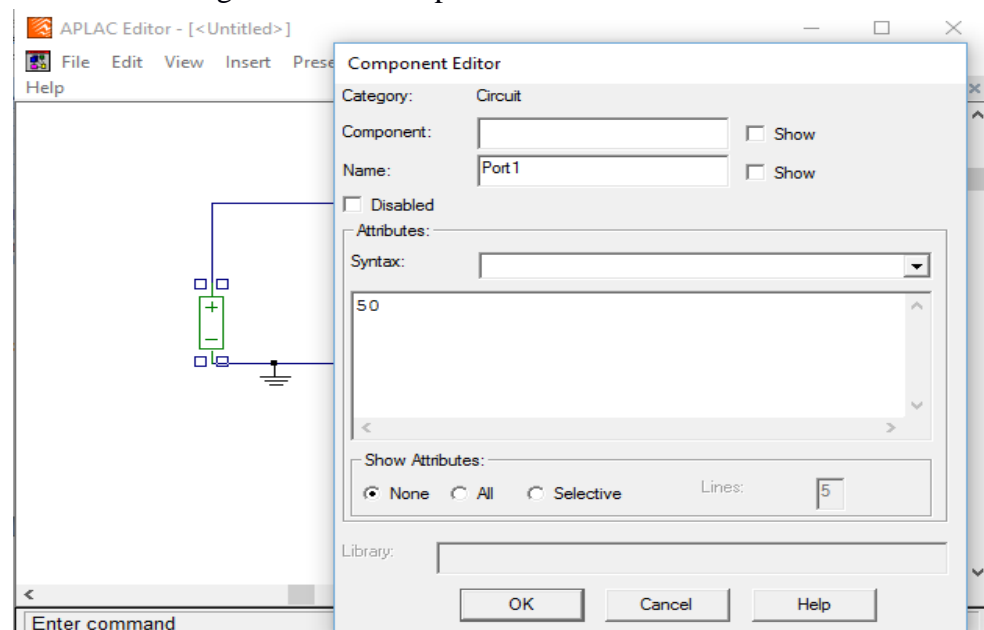 APLAC Editor - [<Untitled>]
File Edit View Insert Prese
Help
Component Editor
Category: Circuit
Component: Show
Name: Port1 Show
Disabled
Attributes:
Syntax:
50
Show Attributes:
None All Selective Lines: 5
Library:
OK Cancel Help
Enter command